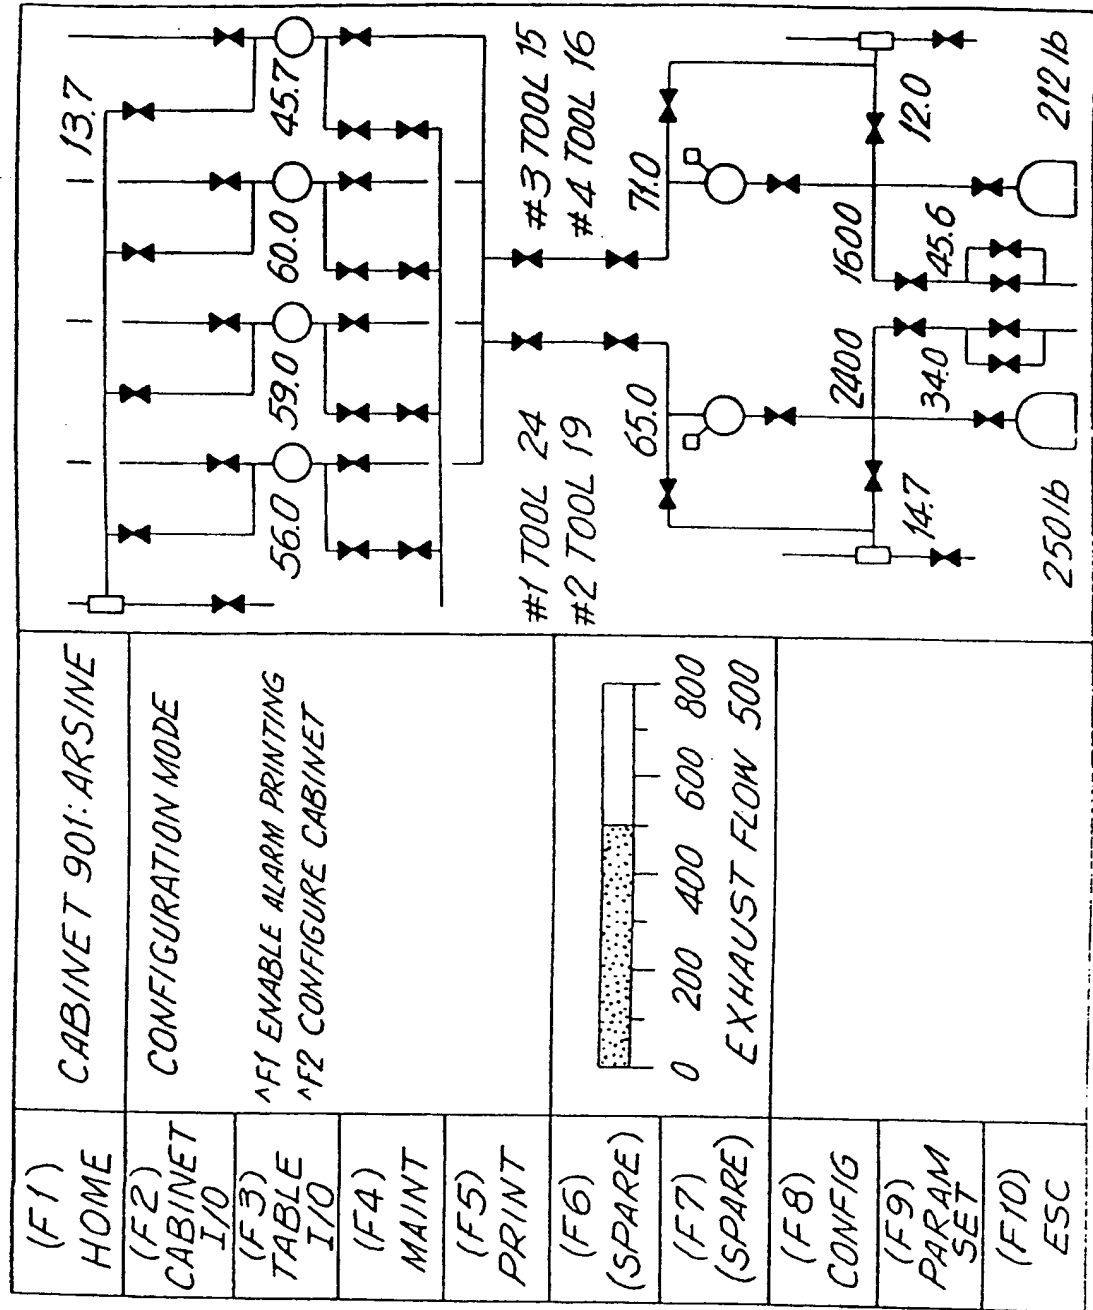 (F1)
HOME
(F2)
CABINET
I/O
(F3)
TABLE
I/O
(F4)
MAINT
(F5)
PRINT
(F6)
(SPARE)
(F7)
(SPARE)
(F8)
CONFIG
(F9)
PARAM
SET
(F10)
ESC
CABINET 901: ARSINE
CONFIGURATION MODE
^F1 ENABLE ALARM PRINTING
^F2 CONFIGURE CABINET
0 200 400 600 800
EXHAUST FLOW 500
13.7
56.0 59.0 60.0 45.7
#1 TOOL 24
#2 TOOL 19
#3 TOOL 15
#4 TOOL 16
65.0 71.0
2400 1600
14.7 34.0 45.6 12.0
250 lb 212 lb